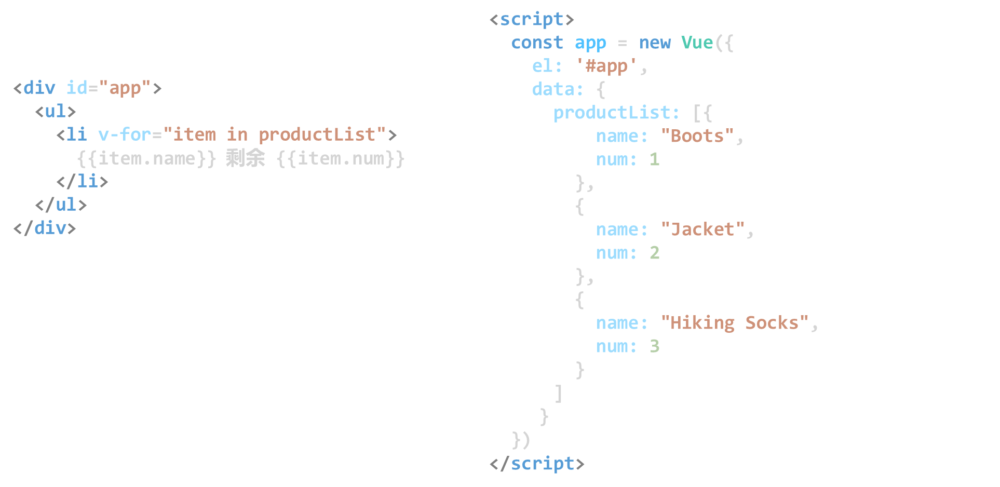 <div id="app">
  <ul>
    <li v-for="item in productList">
      {{item.name}} 剩余 {{item.num}}
    </li>
  </ul>
</div>
<script>
  const app = new Vue({
    el: '#app',
    data: {
      productList: [{
          name: "Boots",
          num: 1
        },
        {
          name: "Jacket",
          num: 2
        },
        {
          name: "Hiking Socks",
          num: 3
        }
      ]
    }
  })
</script>